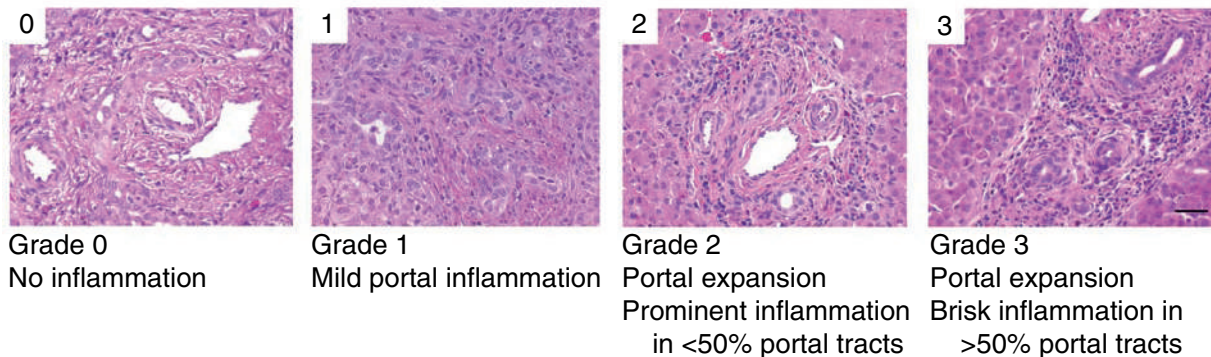 0
1
2
3
Grade 0
No inflammation
Grade 1
Mild portal inflammation
Grade 2
Portal expansion
Prominent inflammation
in <50% portal tracts
Grade 3
Portal expansion
Brisk inflammation in
>50% portal tracts